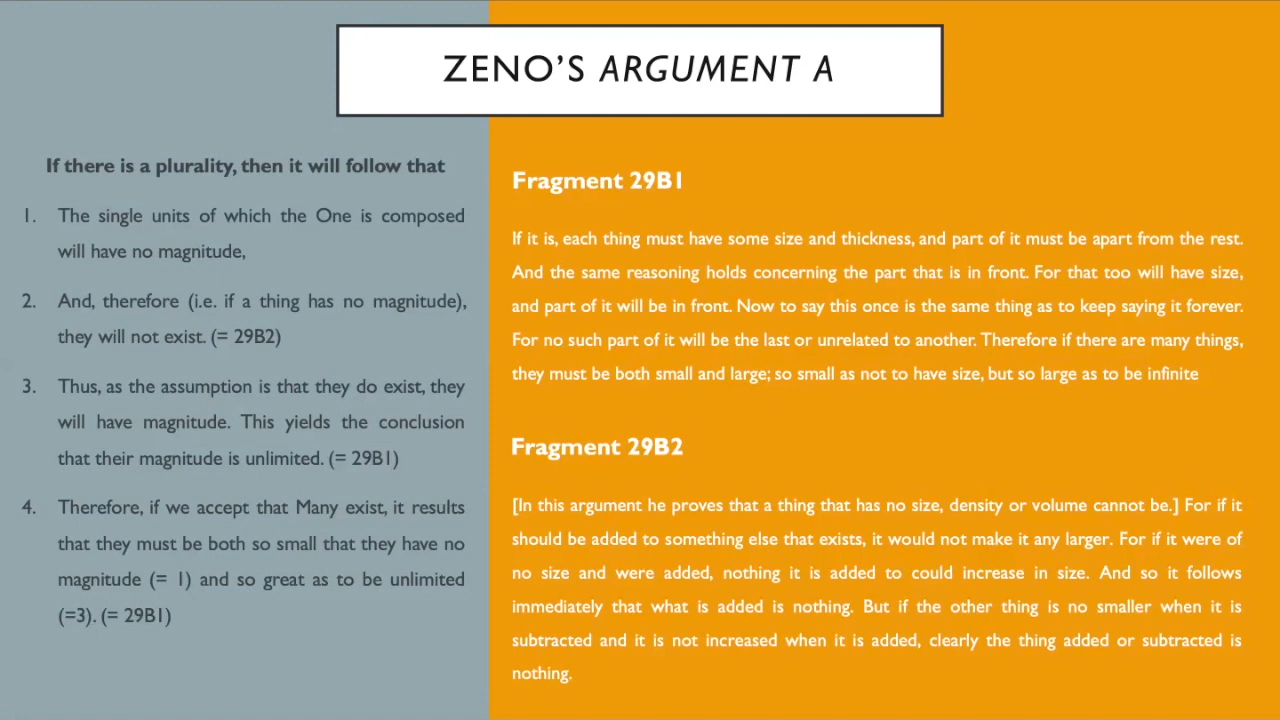 ZENO'S ARGUMENT A
If there is a plurality, then it will follow that
1. The single units of which the One is composed
will have no magnitude,
2. And, therefore (i.e. if a thing has no magnitude),
they will not exist. (= 29B2)
3. Thus, as the assumption is that they do exist, they
will have magnitude. This yields the conclusion
that their magnitude is unlimited. (= 29B1)
4. Therefore, if we accept that Many exist, it results
that they must be both so small that they have no
magnitude (= 1) and so great as to be unlimited
(=3). (= 29B1)
Fragment 29B1
If it is, each thing must have some size and thickness, and part of it must be apart from the rest.
And the same reasoning holds concerning the part that is in front. For that too will have size,
and part of it will be in front. Now to say this once is the same thing as to keep saying it forever.
For no such part of it will be the last or unrelated to another. Therefore if there are many things,
they must be both small and large; so small as not to have size, but so large as to be infinite
Fragment 29B2
[In this argument he proves that a thing that has no size, density or volume cannot be.] For if it
should be added to something else that exists, it would not make it any larger. For if it were of
no size and were added, nothing it is added to could increase in size. And so it follows
immediately that what is added is nothing. But if the other thing is no smaller when it is
subtracted and it is not increased when it is added, clearly the thing added or subtracted is
nothing.